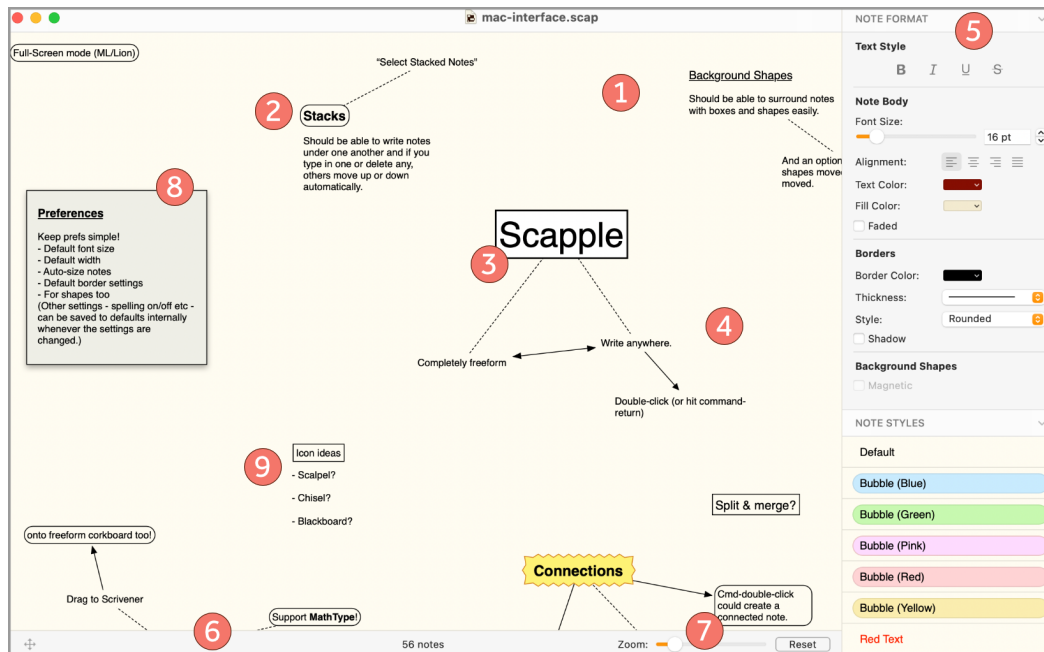 mac-interface.scap
Full-Screen mode (ML/Lion)
"Select Stacked Notes"
1
Background Shapes
Should be able to surround notes
with boxes and shapes easily.
And an option
shapes moved
moved.
2
Stacks
Should be able to write notes
under one another and if you
type in one or delete any,
others move up or down
automatically.
8
Preferences
Keep prefs simple!
- Default font size
- Default width
- Auto-size notes
- Default border settings
- For shapes too
(Other settings - spelling on/off etc -
can be saved to defaults internally
whenever the settings are
changed.)
Scapple
3
4
Completely freeform
Write anywhere.
Double-click (or hit command-
return)
9
Icon ideas
- Scalpel?
- Chisel?
- Blackboard?
Split & merge?
onto freeform corkboard too!
Drag to Scrivener
Connections
Cmd-double-click
could create a
connected note.
Support MathType!
6
7
56 notes
Zoom:
Reset
NOTE FORMAT
5
Text Style
B I U S
Note Body
Font Size:
16 pt
Alignment:
Text Color:
Fill Color:
Faded
Borders
Border Color:
Thickness:
Style:
Rounded
Shadow
Background Shapes
Magnetic
NOTE STYLES
Default
Bubble (Blue)
Bubble (Green)
Bubble (Pink)
Bubble (Red)
Bubble (Yellow)
Red Text